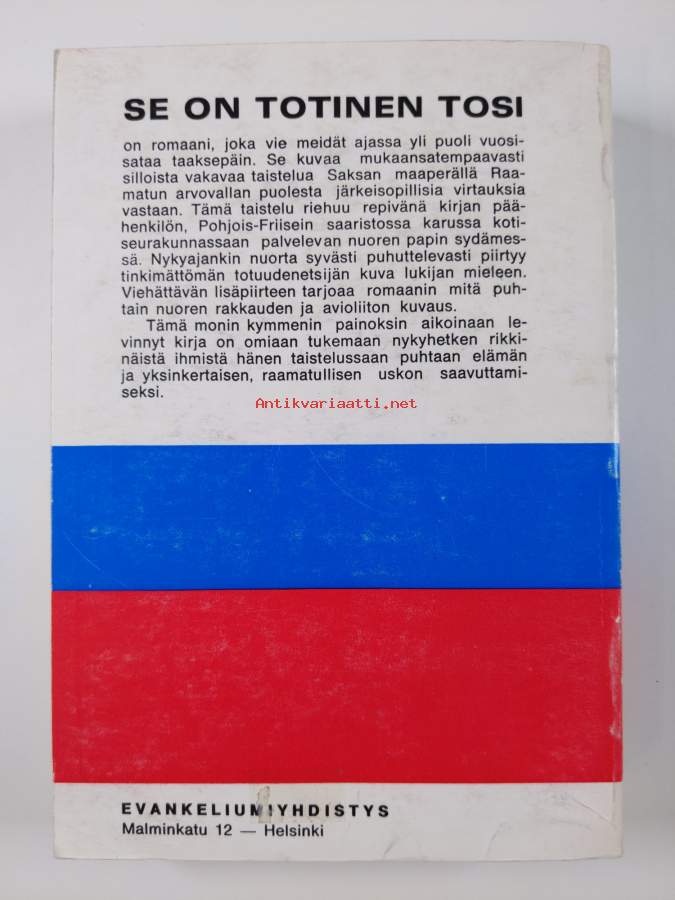 SE ON TOTINEN TOSI
on romaani, joka vie meidät ajassa yli puoli vuosi-
sataa taaksepäin. Se kuvaa mukaansatempaavasti
silloista vakavaa taistelua Saksan maaperällä Raa-
matun arvovallan puolesta järkeisopillisia virtauksia
vastaan. Tämä taistelu riehuu repivänä kirjan pää-
henkilön, Pohjois-Friisein saaristossa karussa koti-
seurakunnassaan palvelevan nuoren papin sydämes-
sä. Nykyajankin nuorta syvästi puhuttelevasti piirtyy
tinkimättömän totuudenetsijän kuva lukijan mieleen.
Viehättävän lisäpiirteen tarjoaa romaanin mitä puh-
tain nuoren rakkauden ja avioliiton kuvaus.
Tämä monin kymmenin painoksin aikoinaan le-
vinnyt kirja on omiaan tukemaan nykyhetken rikki-
näistä ihmistä hänen taistelussaan puhtaan elämän
ja yksinkertaisen, raamatullisen uskon saavuttami-
seksi.
Antikvariaatti.net
EVANKELIUMIYHDISTYS
Malminkatu 12 — Helsinki